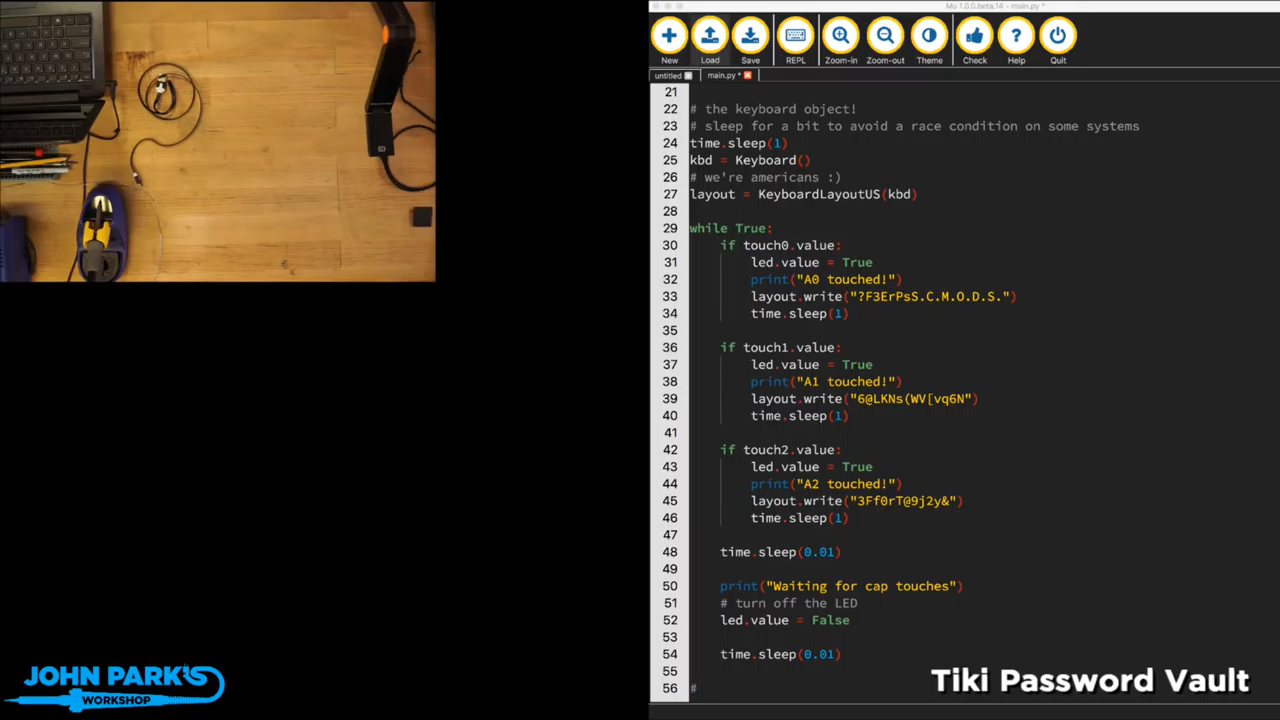 Mu 1.0.0.beta.14 - main.py *
New Load Save REPL Zoom-in Zoom-out Theme Check Help Quit
untitled main.py *
21
22 # the keyboard object!
23 # sleep for a bit to avoid a race condition on some systems
24 time.sleep(1)
25 kbd = Keyboard()
26 # we're americans :)
27 layout = KeyboardLayoutUS(kbd)
28
29 while True:
30 if touch0.value:
31 led.value = True
32 print("A0 touched!")
33 layout.write("?F3ErPsS.C.M.O.D.S.")
34 time.sleep(1)
35
36 if touch1.value:
37 led.value = True
38 print("A1 touched!")
39 layout.write("6@LKNs(WV[vq6N")
40 time.sleep(1)
41
42 if touch2.value:
43 led.value = True
44 print("A2 touched!")
45 layout.write("3Ff0rT@9j2y&")
46 time.sleep(1)
47
48 time.sleep(0.01)
49
50 print("Waiting for cap touches")
51 # turn off the LED
52 led.value = False
53
54 time.sleep(0.01)
55
56 #
JOHN PARK'S
WORKSHOP
Tiki Password Vault